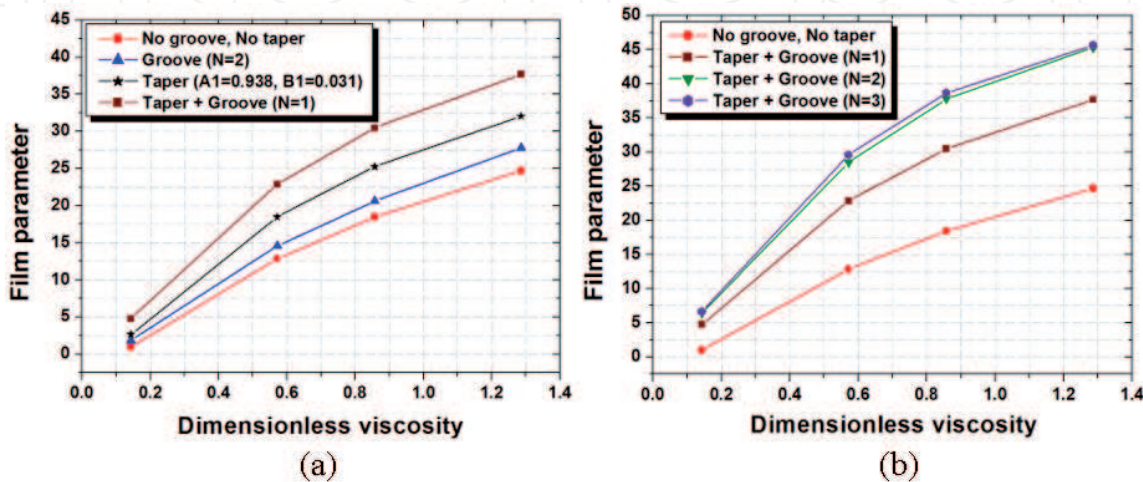 45
40
35
30
25
20
15
10
5
0
Film parameter
No groove, No taper
Groove (N=2)
Taper (A1=0.938, B1=0.031)
Taper + Groove (N=1)
0.0 0.2 0.4 0.6 0.8 1.0 1.2 1.4
Dimensionless viscosity
(a)
50
45
40
35
30
25
20
15
10
5
0
Film parameter
No groove, No taper
Taper + Groove (N=1)
Taper + Groove (N=2)
Taper + Groove (N=3)
0.0 0.2 0.4 0.6 0.8 1.0 1.2 1.4
Dimensionless viscosity
(b)